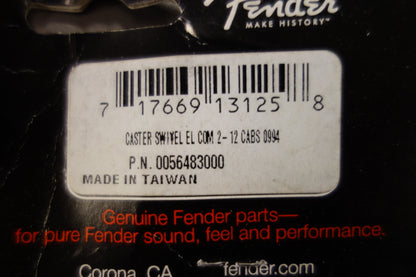 Fender
MAKE HISTORY™
7 17669 13125 8
CASTER SWIVEL EL COM 2-12 CABS 0994
P.N. 0056483000
MADE IN TAIWAN
Genuine Fender parts—
for pure Fender sound, feel and performance.
Corona, CA fender.com